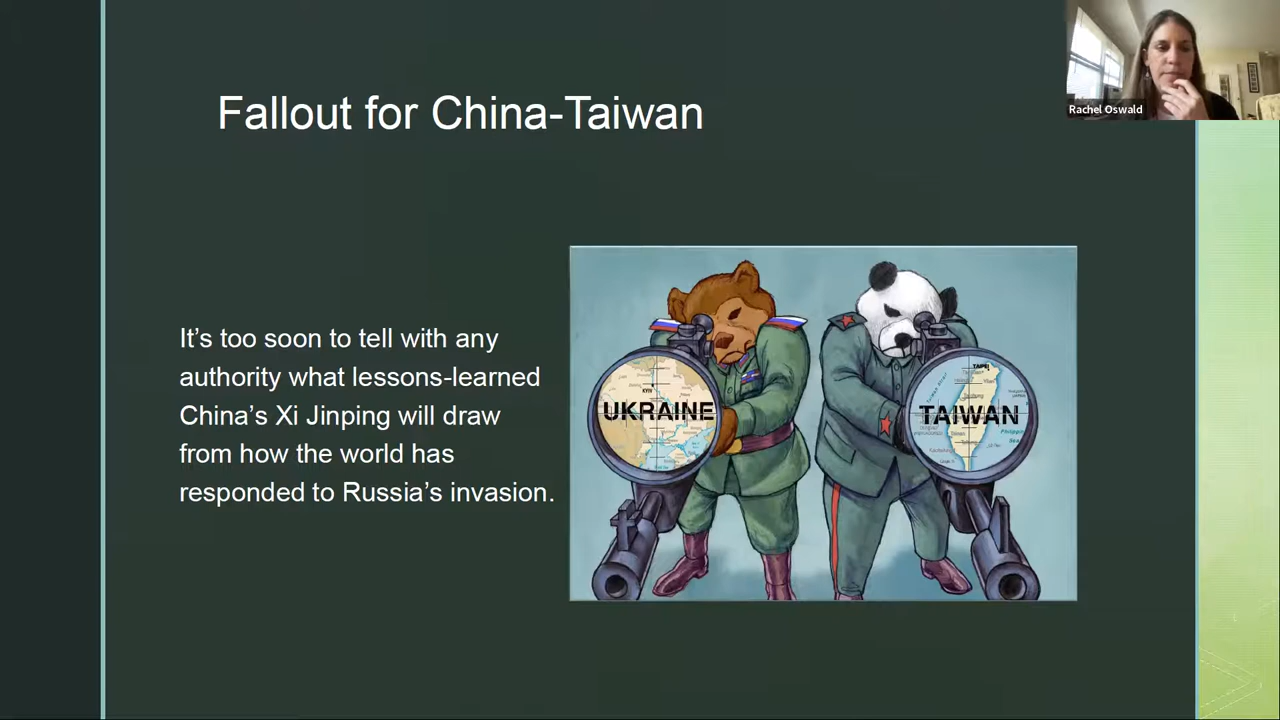 Rachel Oswald
Fallout for China-Taiwan
It's too soon to tell with any
authority what lessons-learned
China's Xi Jinping will draw
from how the world has
responded to Russia's invasion.
KYIV
UKRAINE
TAIPEI
TAIWAN